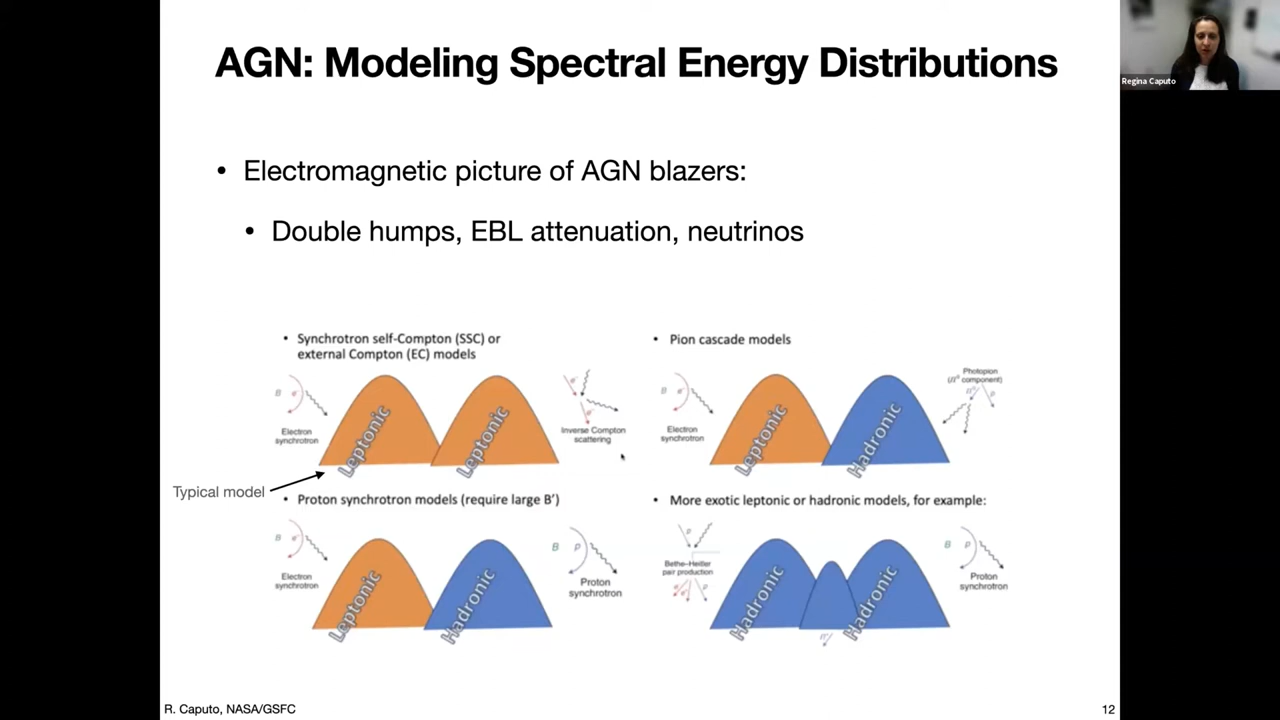 AGN: Modeling Spectral Energy Distributions
Regina Caputo
• Electromagnetic picture of AGN blazers:
• Double humps, EBL attenuation, neutrinos
• Synchrotron self-Compton (SSC) or
external Compton (EC) models
B e-
Electron
synchrotron
Leptonic
Leptonic
e-
e-
Inverse Compton
scattering
Typical model
• Pion cascade models
B e-
Electron
synchrotron
Leptonic
Hadronic
Photopion
(π⁰ component)
π⁰
p
• Proton synchrotron models (require large B')
B e-
Electron
synchrotron
Leptonic
Hadronic
B p
Proton
synchrotron
• More exotic leptonic or hadronic models, for example:
p
Bethe-Heitler
pair production
p
Hadronic
Hadronic
B p
Proton
synchrotron
R. Caputo, NASA/GSFC
12